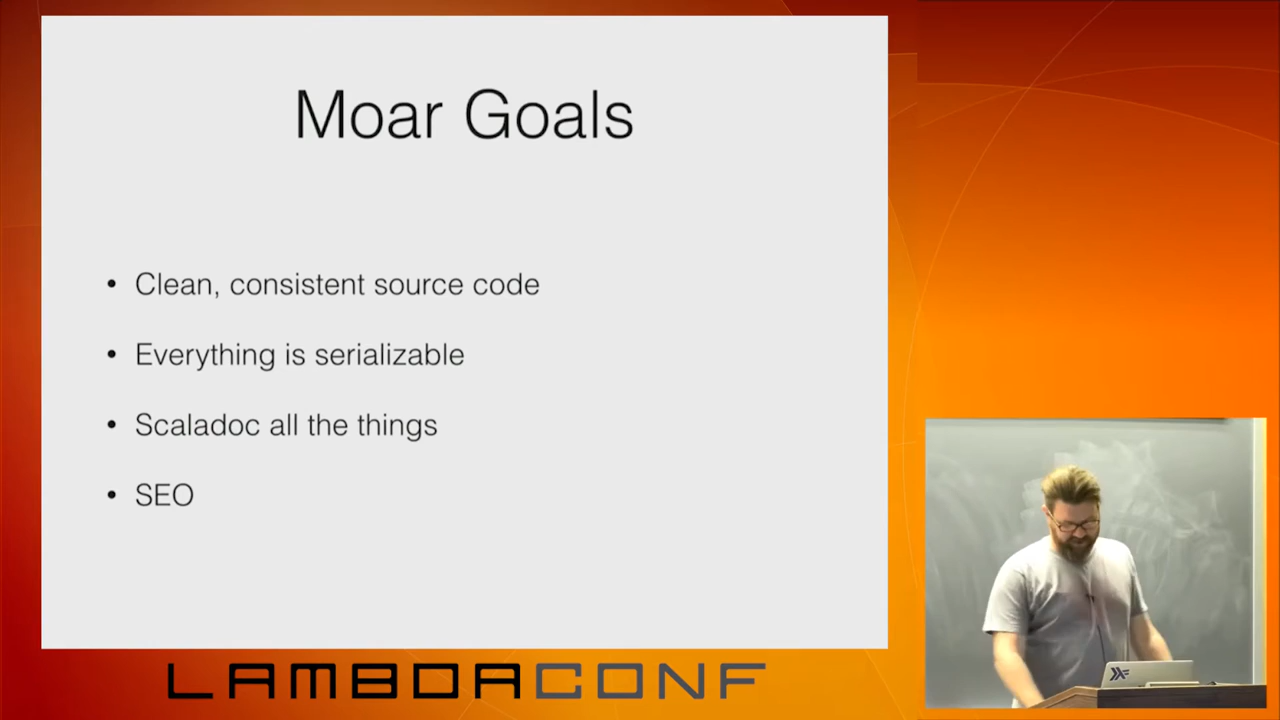 Moar Goals
• Clean, consistent source code
• Everything is serializable
• Scaladoc all the things
• SEO
LAMBDACONF